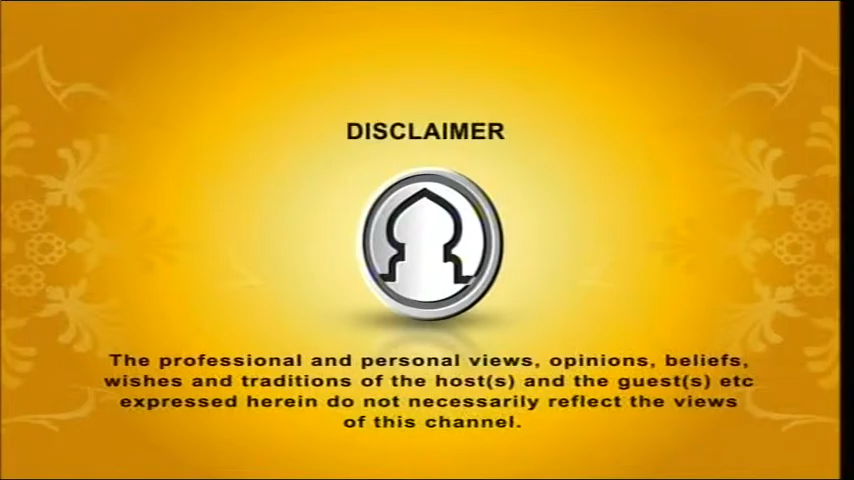 DISCLAIMER
The professional and personal views, opinions, beliefs,
wishes and traditions of the host(s) and the guest(s) etc
expressed herein do not necessarily reflect the views
of this channel.